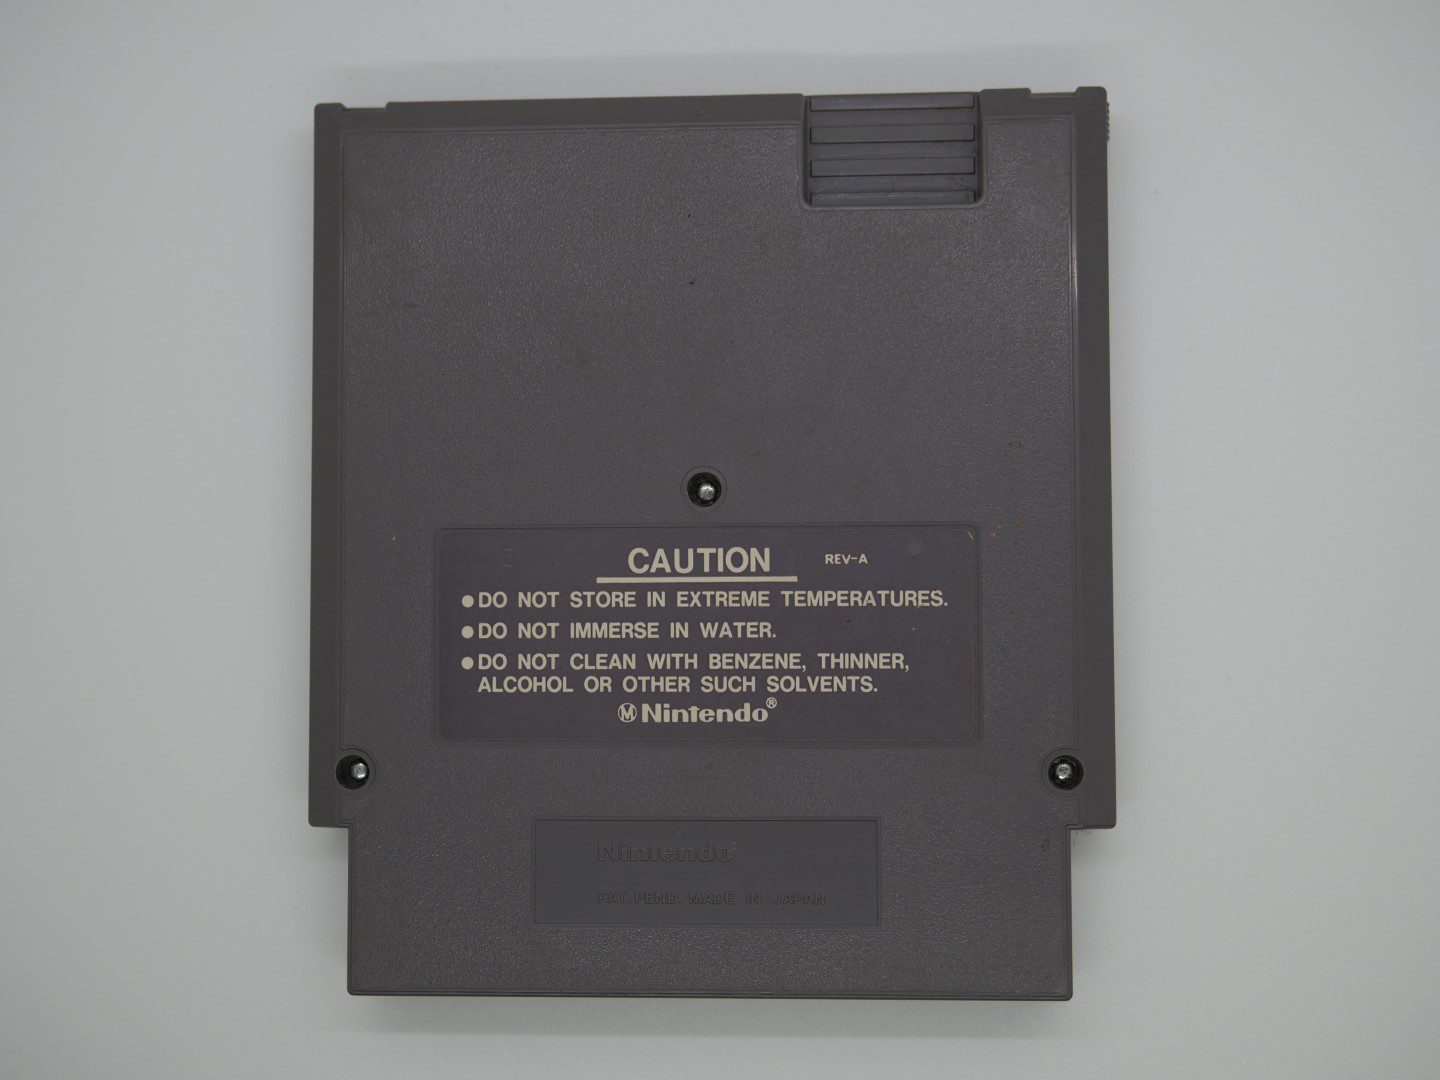 CAUTION REV-A
●DO NOT STORE IN EXTREME TEMPERATURES.
●DO NOT IMMERSE IN WATER.
●DO NOT CLEAN WITH BENZENE, THINNER,
ALCOHOL OR OTHER SUCH SOLVENTS.
Ⓜ Nintendo®
Nintendo
PAT. PEND. MADE IN JAPAN